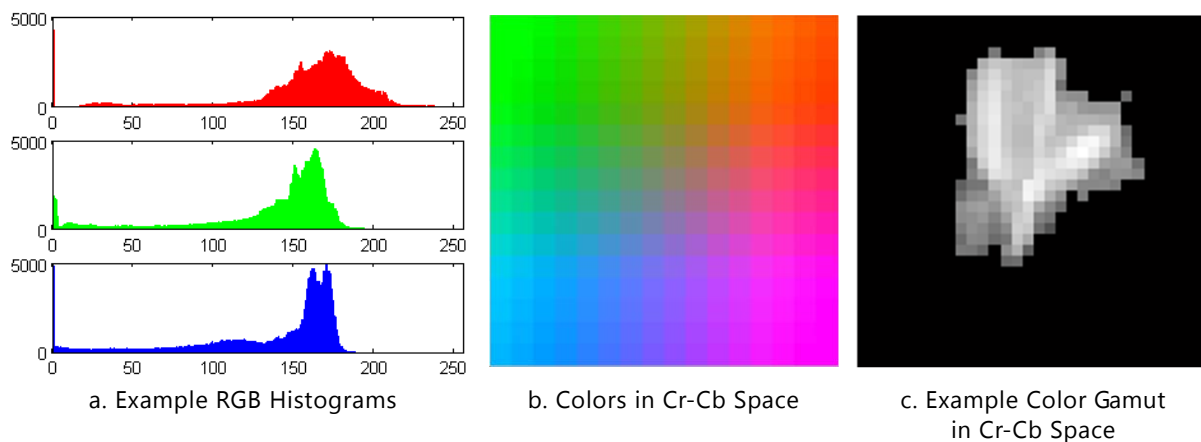 5000
0
0 50 100 150 200 250
5000
0
0 50 100 150 200 250
5000
0
0 50 100 150 200 250
a. Example RGB Histograms
b. Colors in Cr-Cb Space
c. Example Color Gamut
in Cr-Cb Space